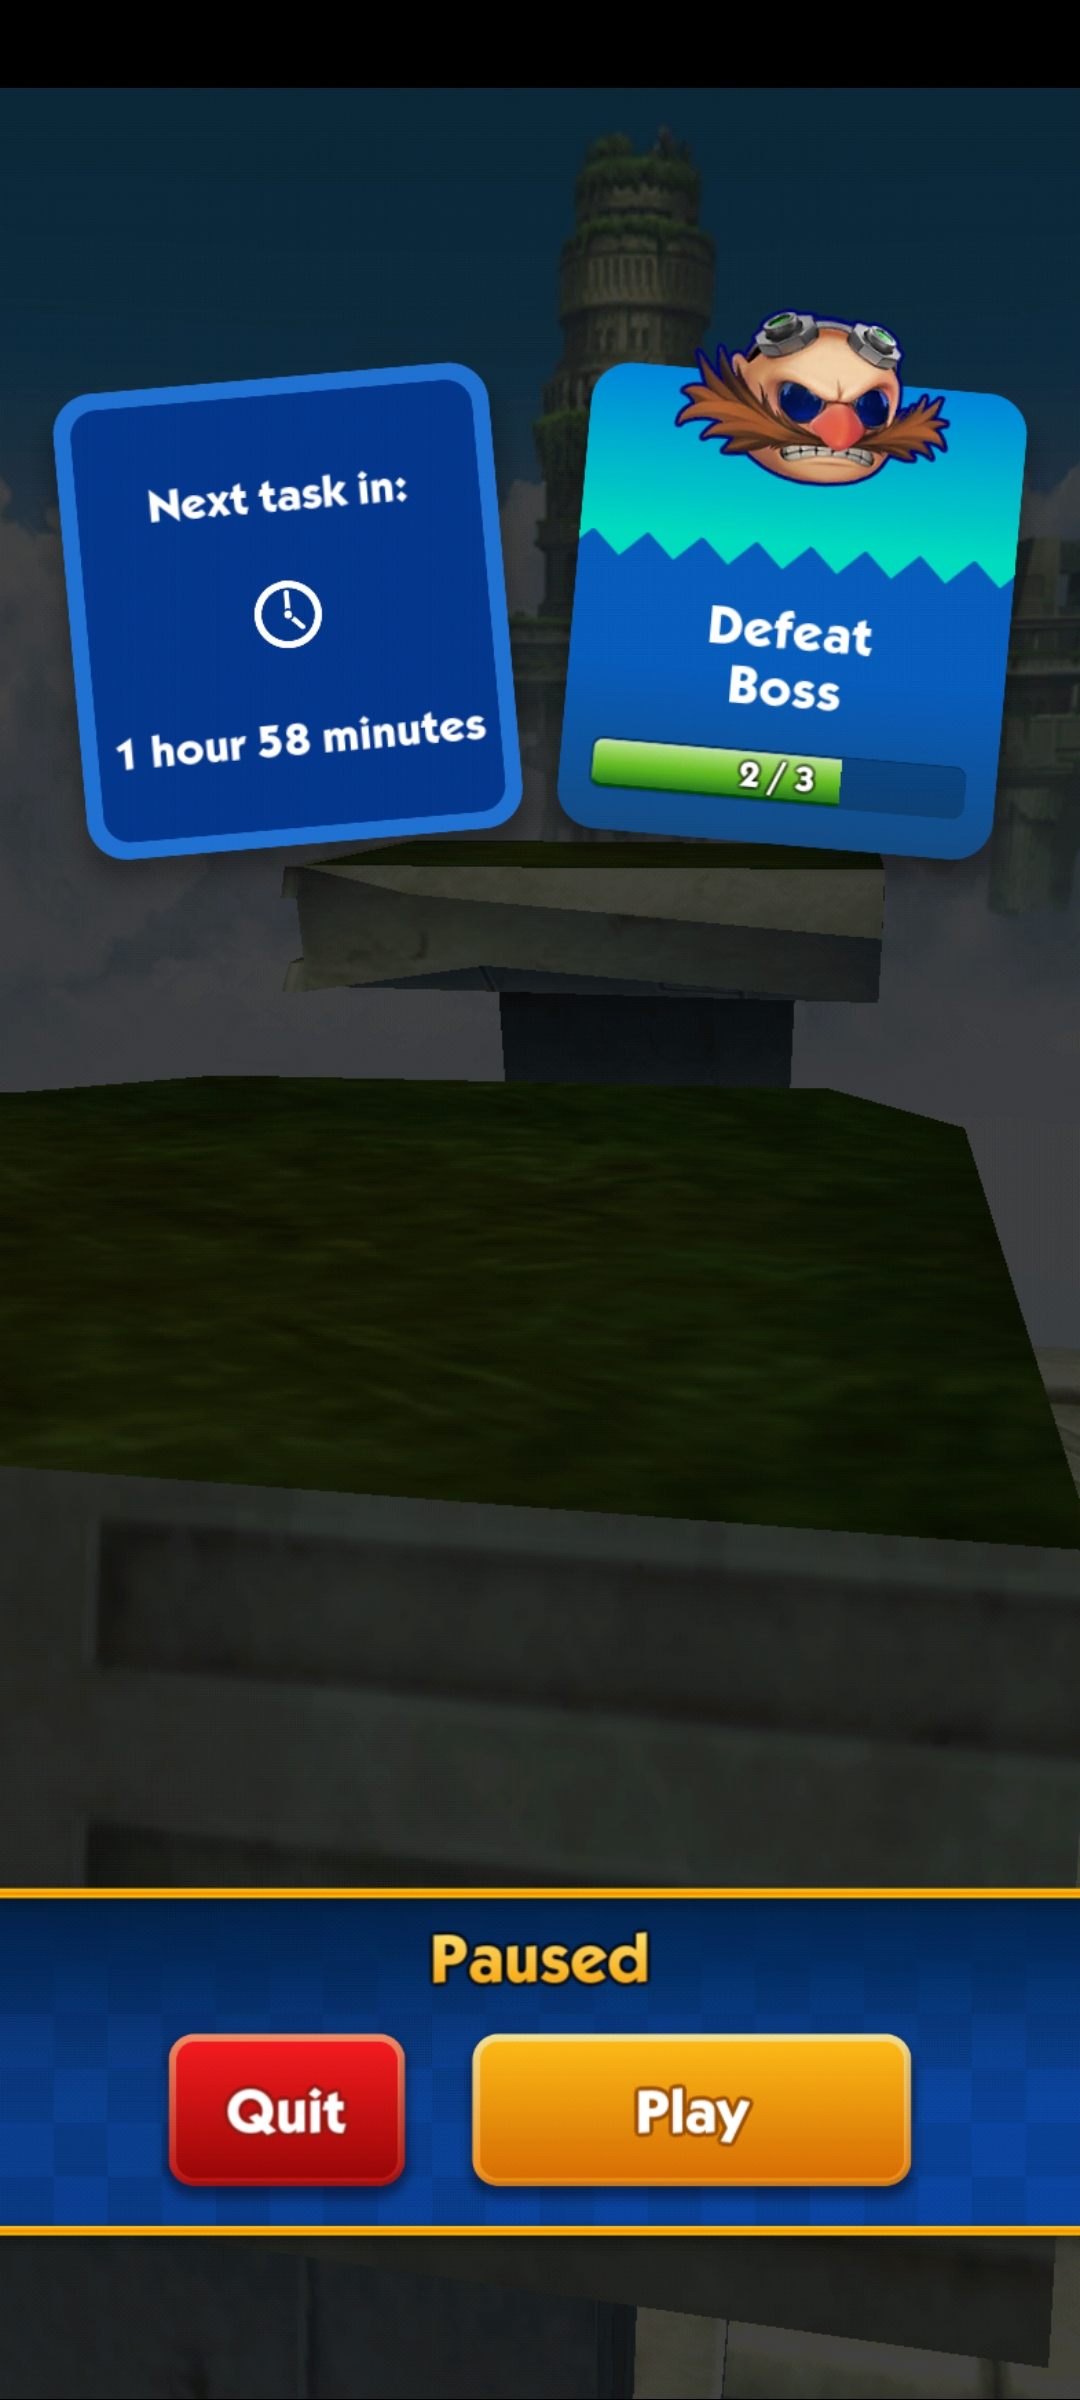 Next task in:
1 hour 58 minutes
Defeat
Boss
2/3
Paused
Quit
Play